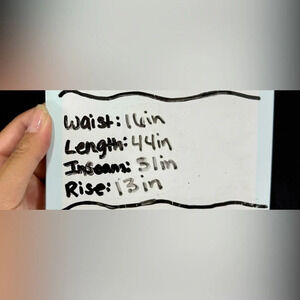 Waist: 16in
Length: 44in
Inseam: 31in
Rise: 13in